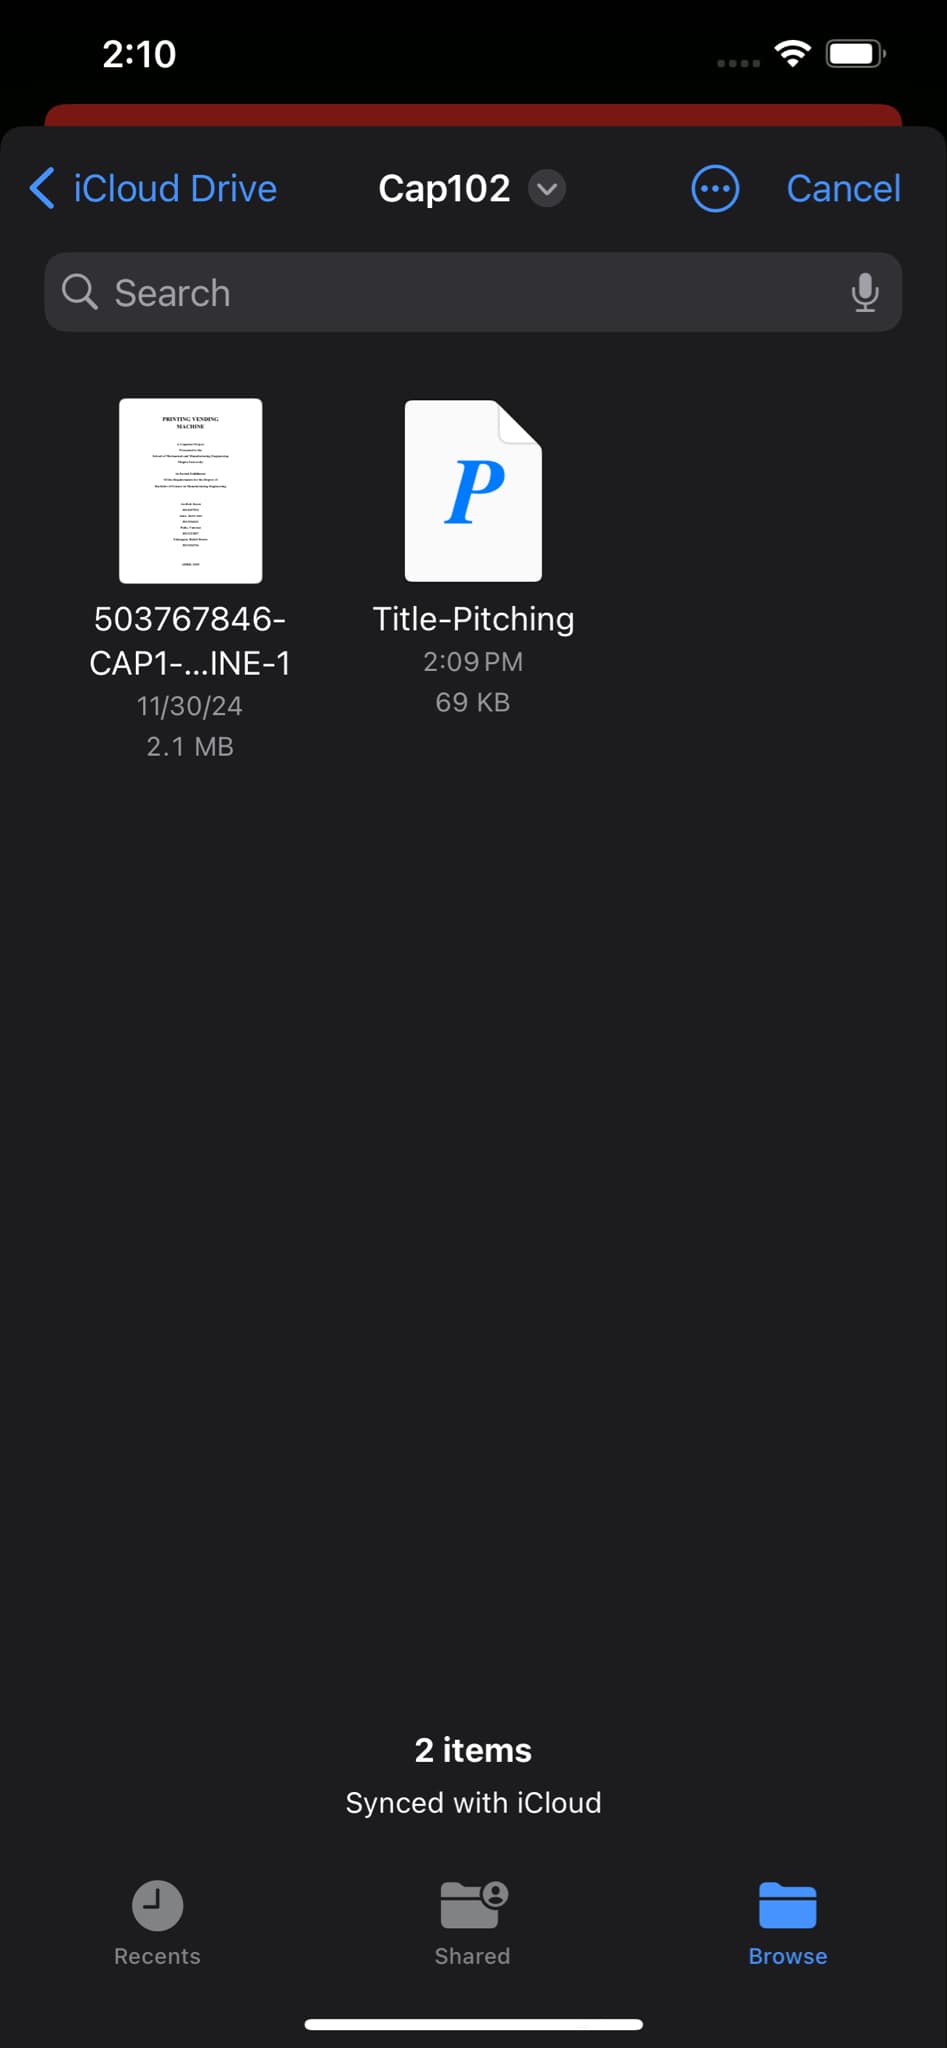 2:10
iCloud Drive
Cap102
Cancel
Search
PRINTING VENDING
MACHINE
P
503767846-
CAP1-...INE-1
11/30/24
2.1 MB
Title-Pitching
2:09 PM
69 KB
2 items
Synced with iCloud
Recents
Shared
Browse